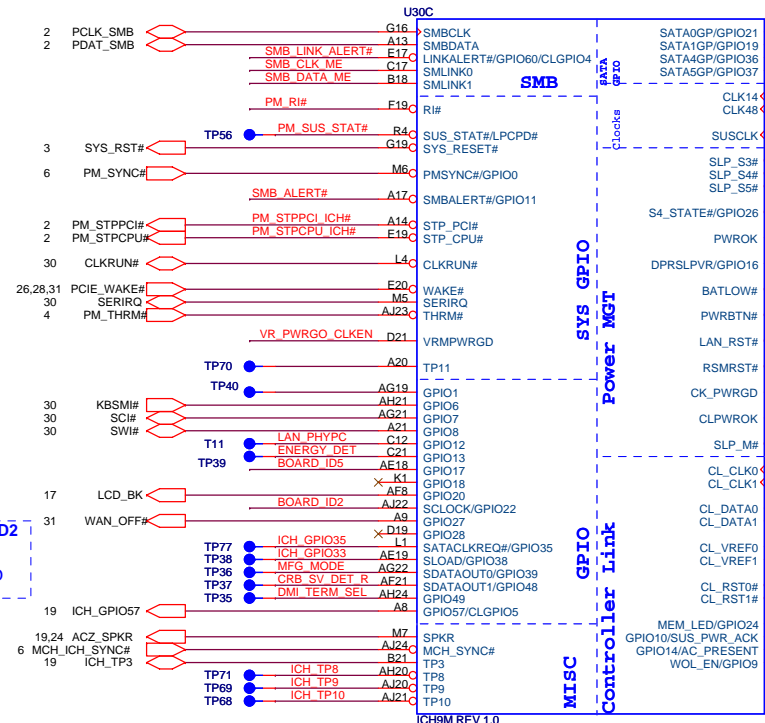 U30C
2 PCLK_SMB G16 SMBCLK SATA0GP/GPIO21
2 PDAT_SMB A13 SMBDATA SATA1GP/GPIO19
SMB_LINK_ALERT# E17 LINKALERT#/GPIO60/CLGPIO4 SATA4GP/GPIO36
SMB_CLK_ME C17 SMLINK0 SATA5GP/GPIO37
SMB_DATA_ME B18 SMLINK1
SMB
SATA
GPIO
CLK14
PM_RI# F19 RI# CLK48
TP56 PM_SUS_STAT# R4 SUS_STAT#/LPCPD# SUSCLK
Clocks
3 SYS_RST# G19 SYS_RESET#
SLP_S3#
6 PM_SYNC# M6 PMSYNC#/GPIO0 SLP_S4#
SLP_S5#
SMB_ALERT# A17 SMBALERT#/GPIO11
S4_STATE#/GPIO26
2 PM_STPPCI# PM_STPPCI_ICH# A14 STP_PCI#
2 PM_STPCPU# PM_STPCPU_ICH# E19 STP_CPU# PWROK
30 CLKRUN# L4 CLKRUN# DPRSLPVR/GPIO16
26,28,31 PCIE_WAKE# E20 WAKE# BATLOW#
30 SERIRQ M5 SERIRQ
4 PM_THRM# AJ23 THRM# PWRBTN#
VR_PWRGO_CLKEN D21 VRMPWRGD LAN_RST#
TP70 A20 TP11 RSMRST#
SYS GPIO
Power MGT
TP40 AG19 GPIO1 CK_PWRGD
30 KBSMI# AH21 GPIO6
30 SCI# AG21 GPIO7 CLPWROK
30 SWI# A21 GPIO8
T11 LAN_PHYPC C12 GPIO12 SLP_M#
TP39 ENERGY_DET C21 GPIO13
BOARD_ID5 AE18 GPIO17 CL_CLK0
K1 GPIO18 CL_CLK1
17 LCD_BK AF8 GPIO20
BOARD_ID2 AJ22 SCLOCK/GPIO22 CL_DATA0
31 WAN_OFF# A9 GPIO27 CL_DATA1
D2
D19 GPIO28
TP77 ICH_GPIO35 L1 SATACLKREQ#/GPIO35 CL_VREF0
TP38 ICH_GPIO33 AE19 SLOAD/GPIO38 CL_VREF1
TP36 MFG_MODE AG22 SDATAOUT0/GPIO39
TP37 CRB_SV_DET_R AF21 SDATAOUT1/GPIO48 CL_RST0#
TP35 DMI_TERM_SEL AH24 GPIO49 CL_RST1#
19 ICH_GPIO57 A8 GPIO57/CLGPIO5
GPIO
Controller Link
MEM_LED/GPIO24
19,24 ACZ_SPKR M7 SPKR GPIO10/SUS_PWR_ACK
6 MCH_ICH_SYNC# AJ24 MCH_SYNC# GPIO14/AC_PRESENT
19 ICH_TP3 B21 TP3 WOL_EN/GPIO9
TP71 ICH_TP8 AH20 TP8
TP69 ICH_TP9 AJ20 TP9
TP68 ICH_TP10 AJ21 TP10
MISC
ICH9M REV 1.0